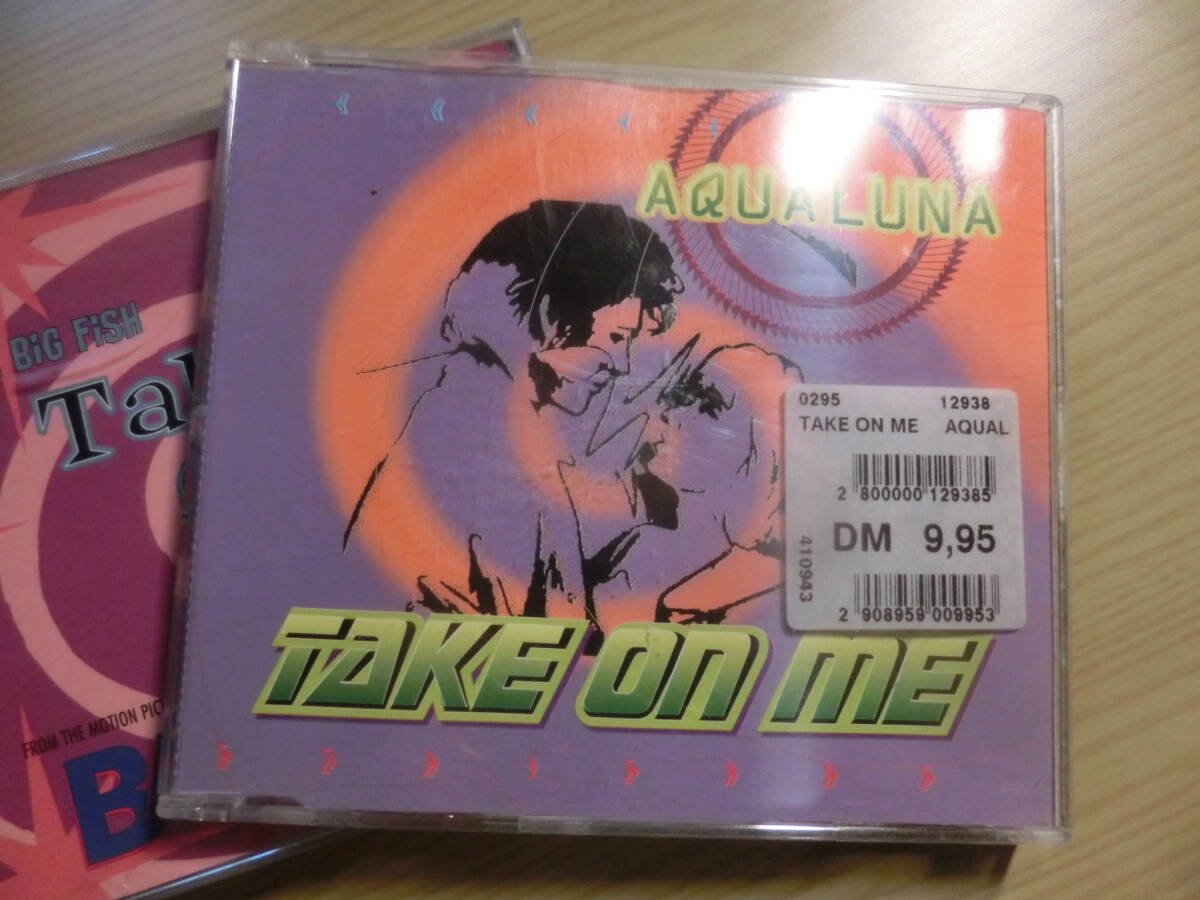 AQUALUNA
TAKE ON ME
0295 12938
TAKE ON ME AQUAL
2 800000 129385
DM 9,95
410943
2 908959 009953
BiG FiSH
Ta
FROM THE MOTION PIC
B